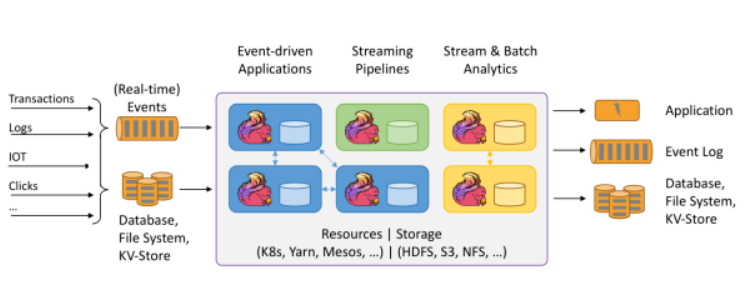 Event-driven
Applications
Streaming
Pipelines
Stream & Batch
Analytics
Transactions
Logs
IOT
Clicks
...
(Real-time)
Events
Database,
File System,
KV-Store
Resources | Storage
(K8s, Yarn, Mesos, ...) | (HDFS, S3, NFS, ...)
Application
Event Log
Database,
File System,
KV-Store